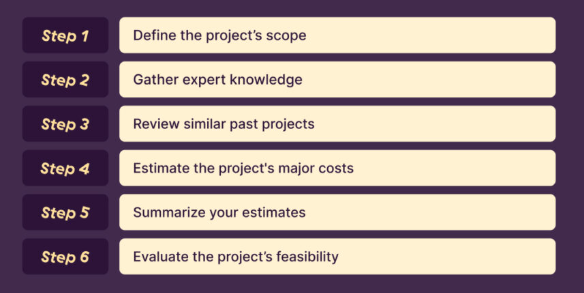 Step 1 Define the project’s scope
Step 2 Gather expert knowledge
Step 3 Review similar past projects
Step 4 Estimate the project's major costs
Step 5 Summarize your estimates
Step 6 Evaluate the project’s feasibility